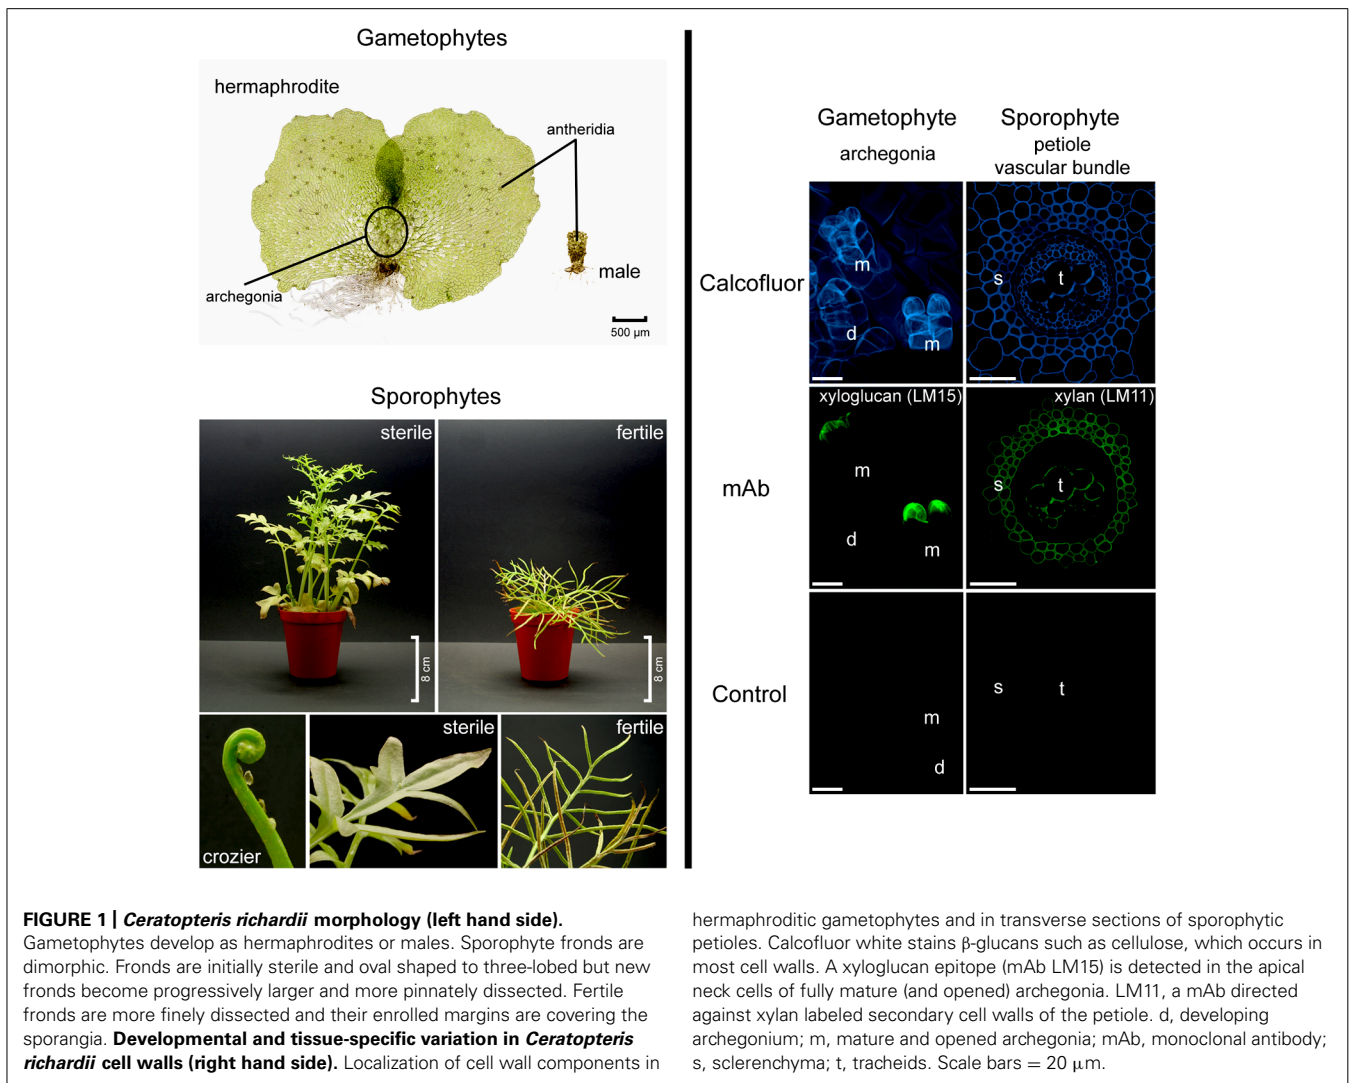 Gametophytes
hermaphrodite
antheridia
archegonia
male
500 µm
Sporophytes
sterile
fertile
8 cm
8 cm
crozier
sterile
fertile
Gametophyte
archegonia
Sporophyte
petiole
vascular bundle
Calcofluor
m
d
m
s
t
mAb
xyloglucan (LM15)
m
d
m
xylan (LM11)
s
t
Control
m
d
s
t
FIGURE 1 | Ceratopteris richardii morphology (left hand side).
Gametophytes develop as hermaphrodites or males. Sporophyte fronds are
dimorphic. Fronds are initially sterile and oval shaped to three-lobed but new
fronds become progressively larger and more pinnately dissected. Fertile
fronds are more finely dissected and their enrolled margins are covering the
sporangia. Developmental and tissue-specific variation in Ceratopteris
richardii cell walls (right hand side). Localization of cell wall components in
hermaphroditic gametophytes and in transverse sections of sporophytic
petioles. Calcofluor white stains β-glucans such as cellulose, which occurs in
most cell walls. A xyloglucan epitope (mAb LM15) is detected in the apical
neck cells of fully mature (and opened) archegonia. LM11, a mAb directed
against xylan labeled secondary cell walls of the petiole. d, developing
archegonium; m, mature and opened archegonia; mAb, monoclonal antibody;
s, sclerenchyma; t, tracheids. Scale bars = 20 µm.